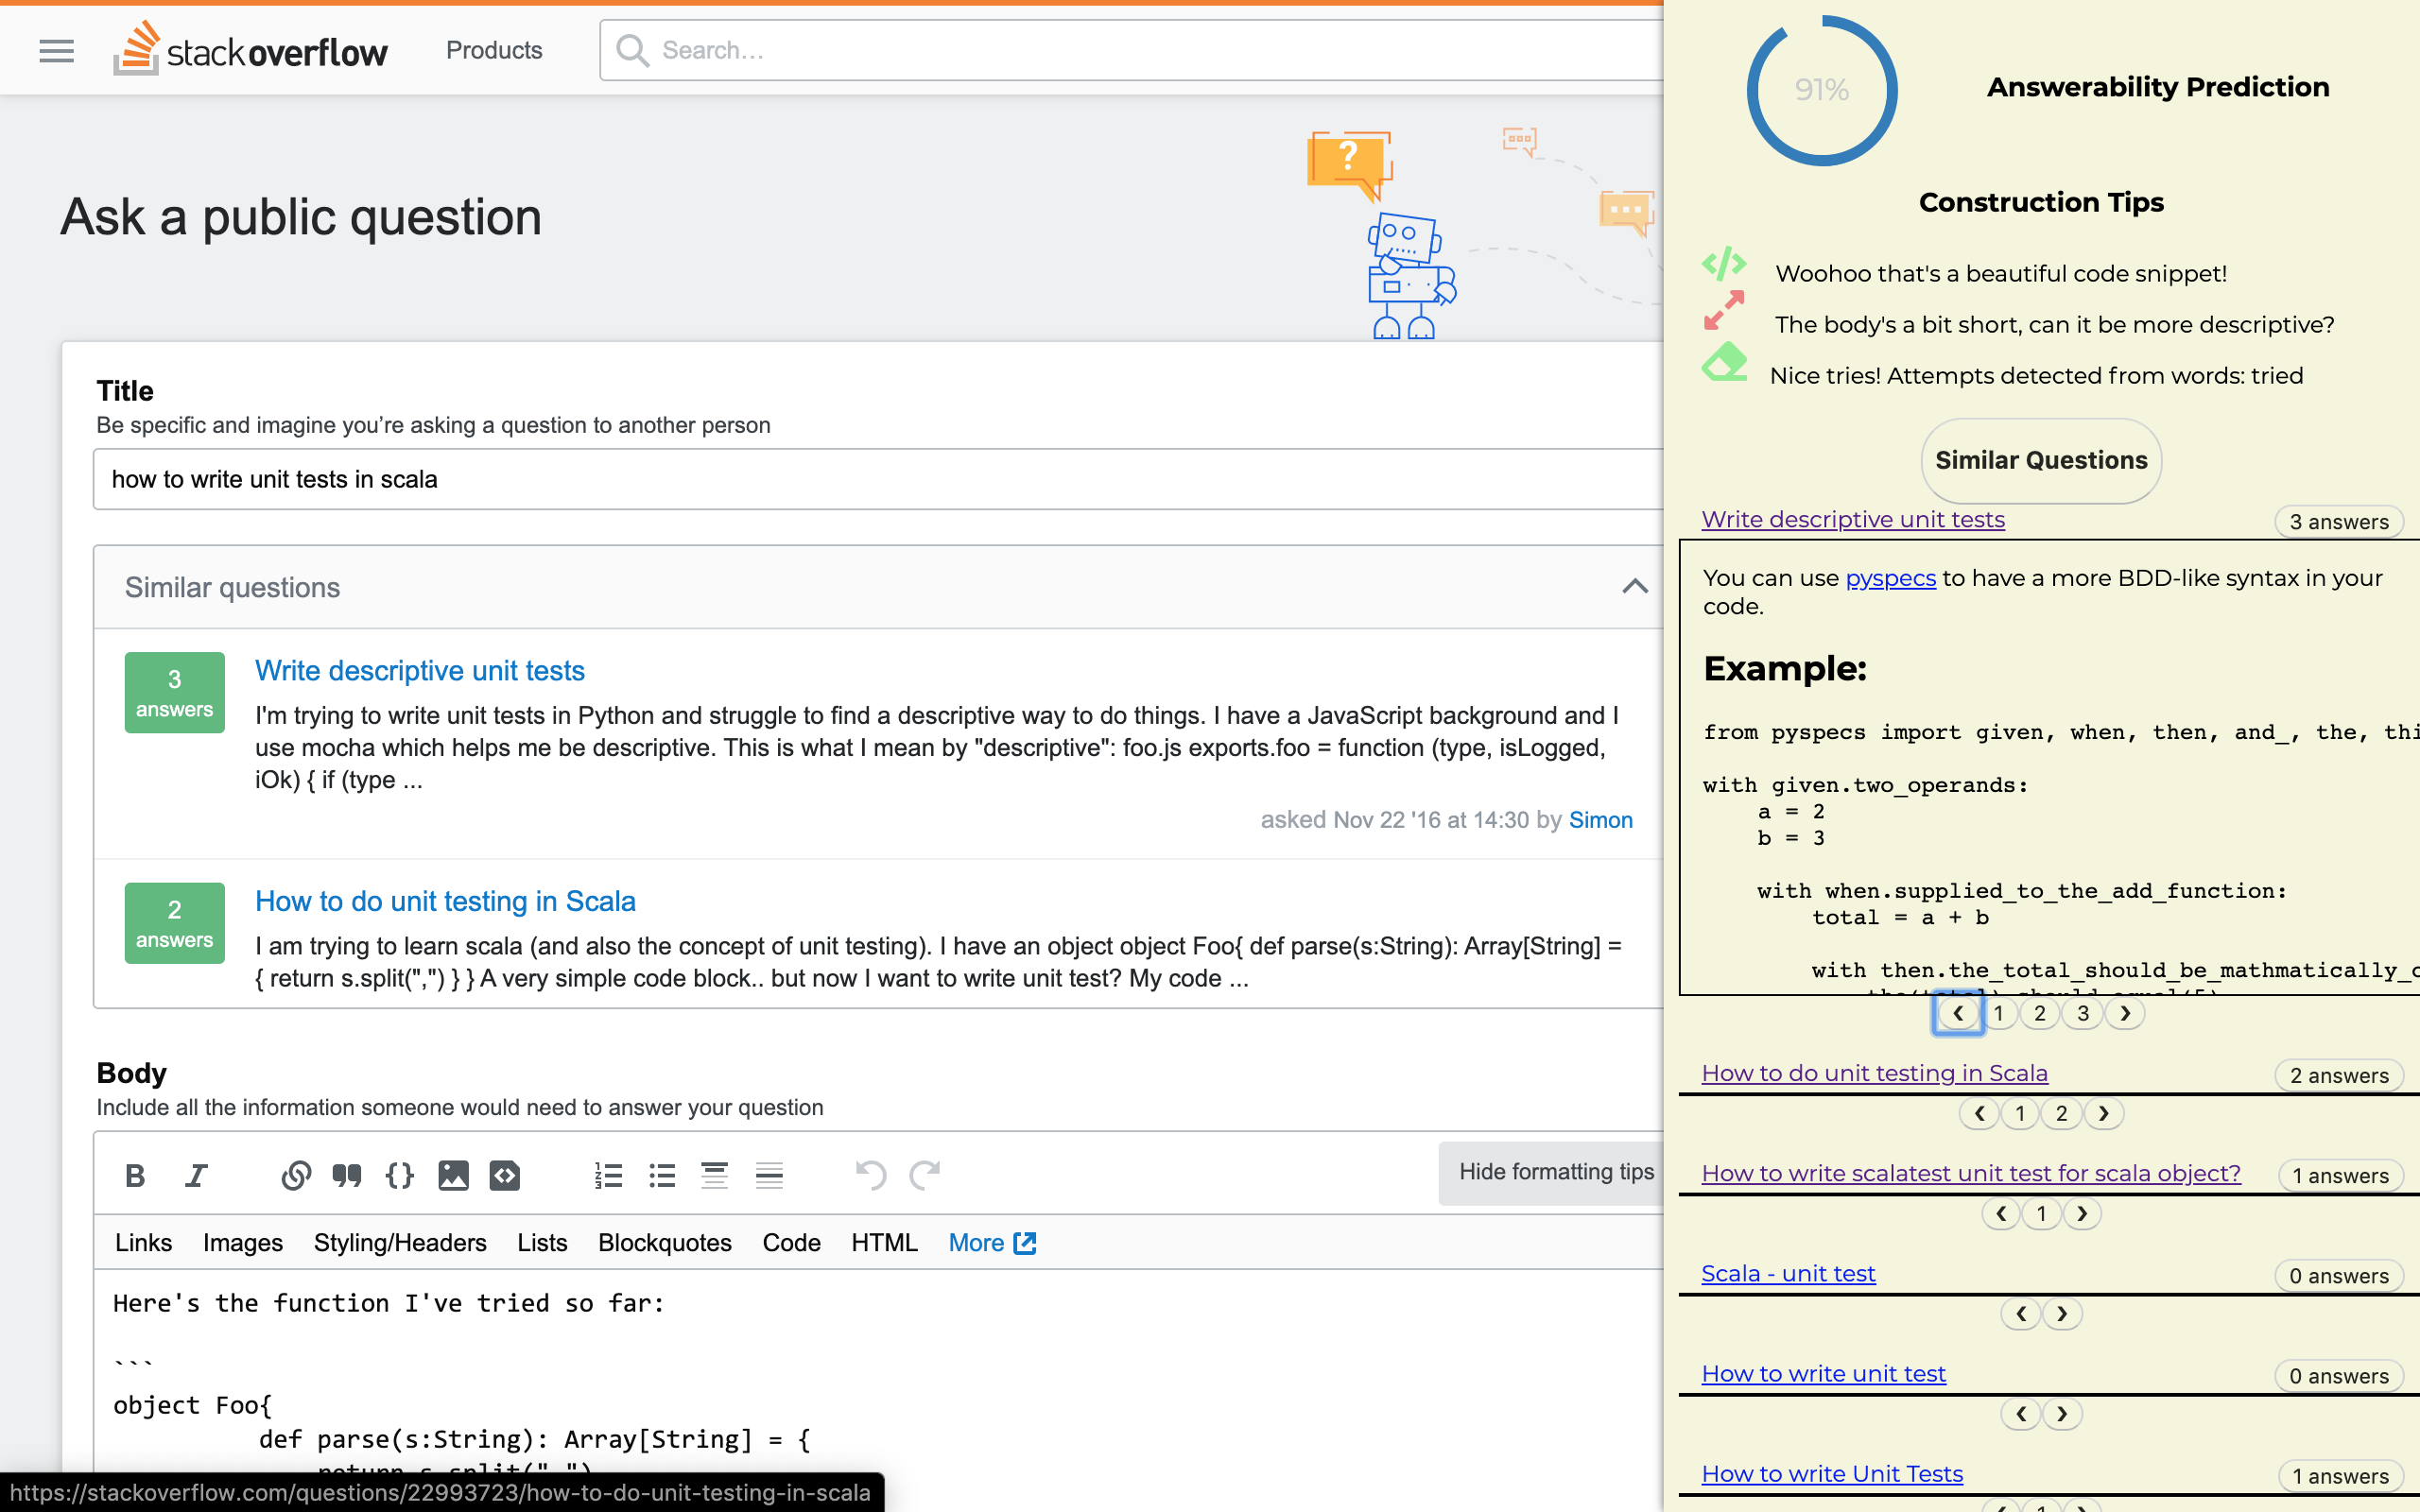 stackoverflow
Products
Search…
Ask a public question
?
Title
Be specific and imagine you’re asking a question to another person
how to write unit tests in scala
Similar questions
3
answers
Write descriptive unit tests
I'm trying to write unit tests in Python and struggle to find a descriptive way to do things. I have a JavaScript background and I
use mocha which helps me be descriptive. This is what I mean by "descriptive": foo.js exports.foo = function (type, isLogged,
iOk) { if (type ...
asked Nov 22 '16 at 14:30 by Simon
2
answers
How to do unit testing in Scala
I am trying to learn scala (and also the concept of unit testing). I have an object object Foo{ def parse(s:String): Array[String] =
{ return s.split(",") } } A very simple code block.. but now I want to write unit test? My code ...
Body
Include all the information someone would need to answer your question
B I
Hide formatting tips
Links Images Styling/Headers Lists Blockquotes Code HTML More
Here's the function I've tried so far:
```
object Foo{
def parse(s:String): Array[String] = {
return s.split(",")
https://stackoverflow.com/questions/22993723/how-to-do-unit-testing-in-scala
91%
Answerability Prediction
Construction Tips
Woohoo that's a beautiful code snippet!
The body's a bit short, can it be more descriptive?
Nice tries! Attempts detected from words: tried
Similar Questions
Write descriptive unit tests 3 answers
You can use pyspecs to have a more BDD-like syntax in your
code.
Example:
from pyspecs import given, when, then, and_, the, thi
with given.two_operands:
a = 2
b = 3
with when.supplied_to_the_add_function:
total = a + b
with then.the_total_should_be_mathmatically_c
‹ 1 2 3 ›
How to do unit testing in Scala 2 answers
‹ 1 2 ›
How to write scalatest unit test for scala object? 1 answers
‹ 1 ›
Scala - unit test 0 answers
‹ ›
How to write unit test 0 answers
‹ ›
How to write Unit Tests 1 answers